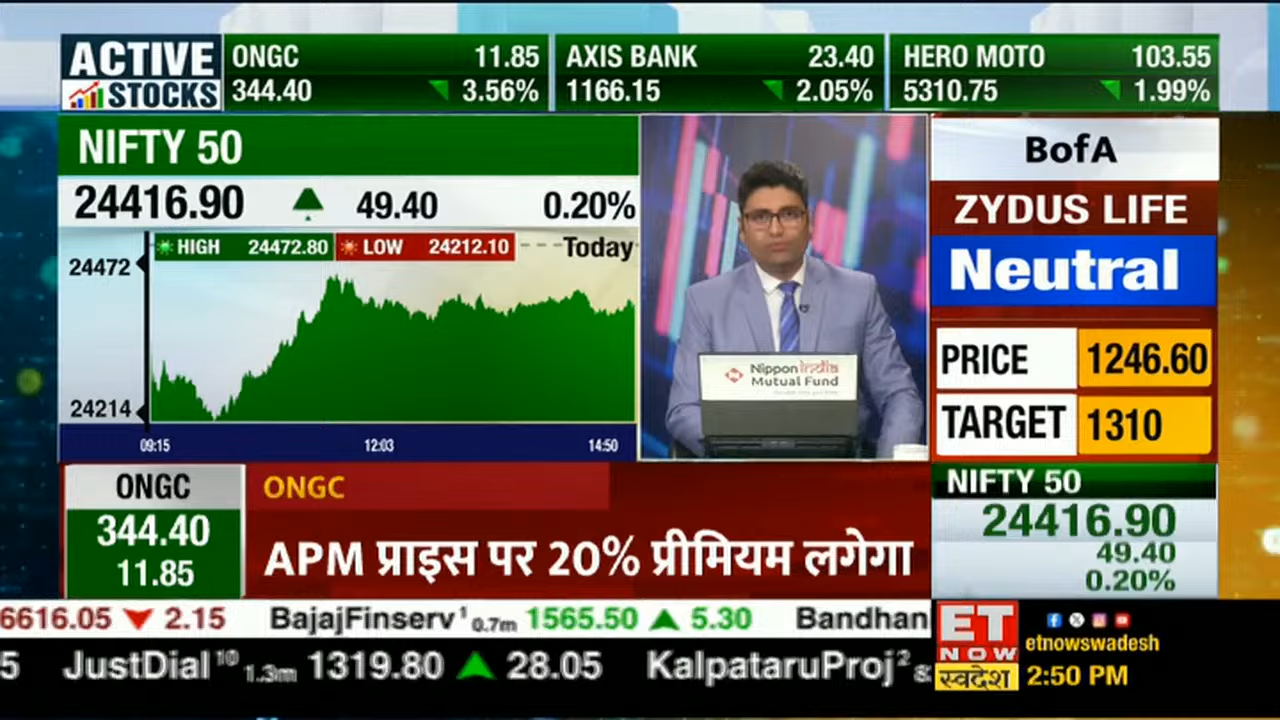 ACTIVE STOCKS
ONGC 11.85
344.40 3.56%
AXIS BANK 23.40
1166.15 2.05%
HERO MOTO 103.55
5310.75 1.99%
NIFTY 50
24416.90 49.40 0.20%
HIGH 24472.80 LOW 24212.10 Today
24472
24214
09:15 12:03 14:50
Nippon India
Mutual Fund
BofA
ZYDUS LIFE
Neutral
PRICE 1246.60
TARGET 1310
NIFTY 50
24416.90
49.40
0.20%
ONGC
344.40
11.85
ONGC
APM प्राइस पर 20% प्रीमियम लगेगा
6616.05 2.15 BajajFinserv 1 0.7m 1565.50 5.30 Bandhan
5 JustDial 10 1.3m 1319.80 28.05 KalpataruProj 2
ET
NOW
स्वदेश
etnowswadesh
2:50 PM